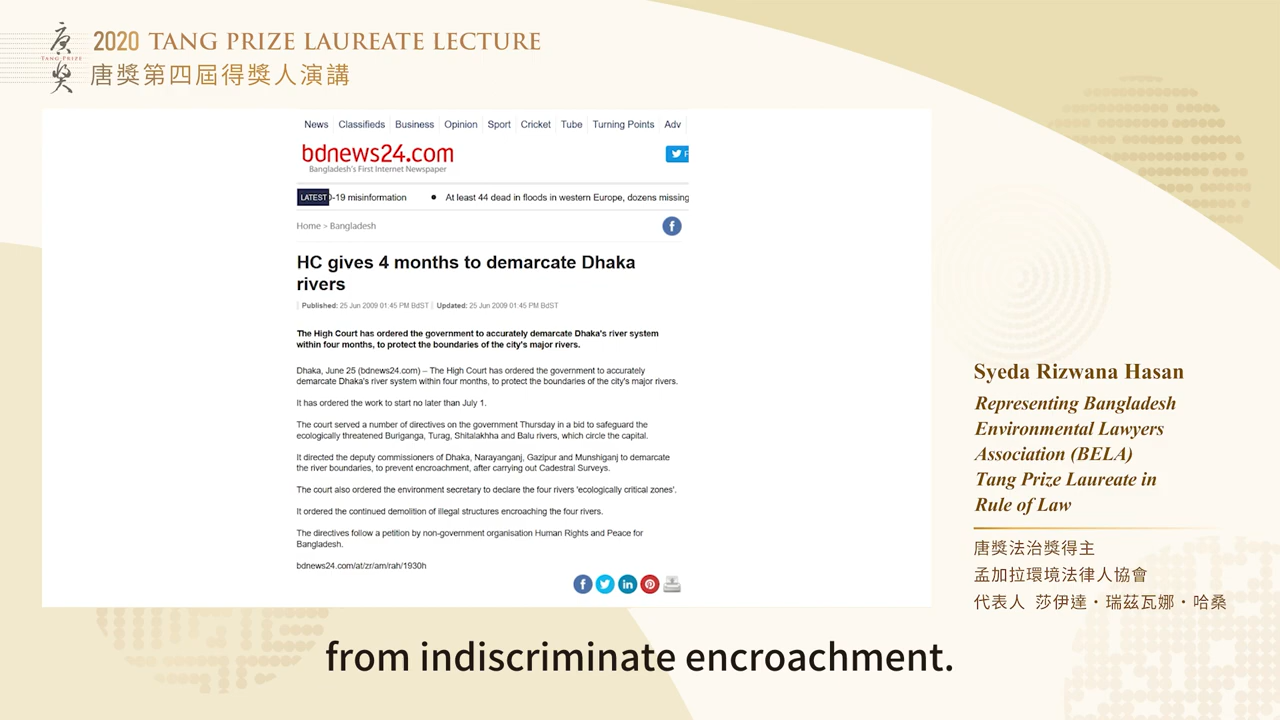 唐
TANG PRIZE
獎
2020 TANG PRIZE LAUREATE LECTURE
唐獎第四屆得獎人演講
News Classifieds Business Opinion Sport Cricket Tube Turning Points Adv
bdnews24.com
Bangladesh's First Internet Newspaper
LATEST -19 misinformation ● At least 44 dead in floods in western Europe, dozens missing
Home > Bangladesh
HC gives 4 months to demarcate Dhaka
rivers
Published: 25 Jun 2009 01:45 PM BdST Updated: 25 Jun 2009 01:45 PM BdST
The High Court has ordered the government to accurately demarcate Dhaka's river system
within four months, to protect the boundaries of the city's major rivers.
Dhaka, June 25 (bdnews24.com) – The High Court has ordered the government to accurately
demarcate Dhaka's river system within four months, to protect the boundaries of the city's major rivers.
It has ordered the work to start no later than July 1.
The court served a number of directives on the government Thursday in a bid to safeguard the
ecologically threatened Buriganga, Turag, Shitalakhha and Balu rivers, which circle the capital.
It directed the deputy commissioners of Dhaka, Narayanganj, Gazipur and Munshiganj to demarcate
the river boundaries, to prevent encroachment, after carrying out Cadestral Surveys.
The court also ordered the environment secretary to declare the four rivers 'ecologically critical zones'.
It ordered the continued demolition of illegal structures encroaching the four rivers.
The directives follow a petition by non-government organisation Human Rights and Peace for
Bangladesh.
bdnews24.com/at/zr/am/rah/1930h
Syeda Rizwana Hasan
Representing Bangladesh
Environmental Lawyers
Association (BELA)
Tang Prize Laureate in
Rule of Law
唐獎法治獎得主
孟加拉環境法律人協會
代表人 莎伊達・瑞茲瓦娜・哈桑
from indiscriminate encroachment.